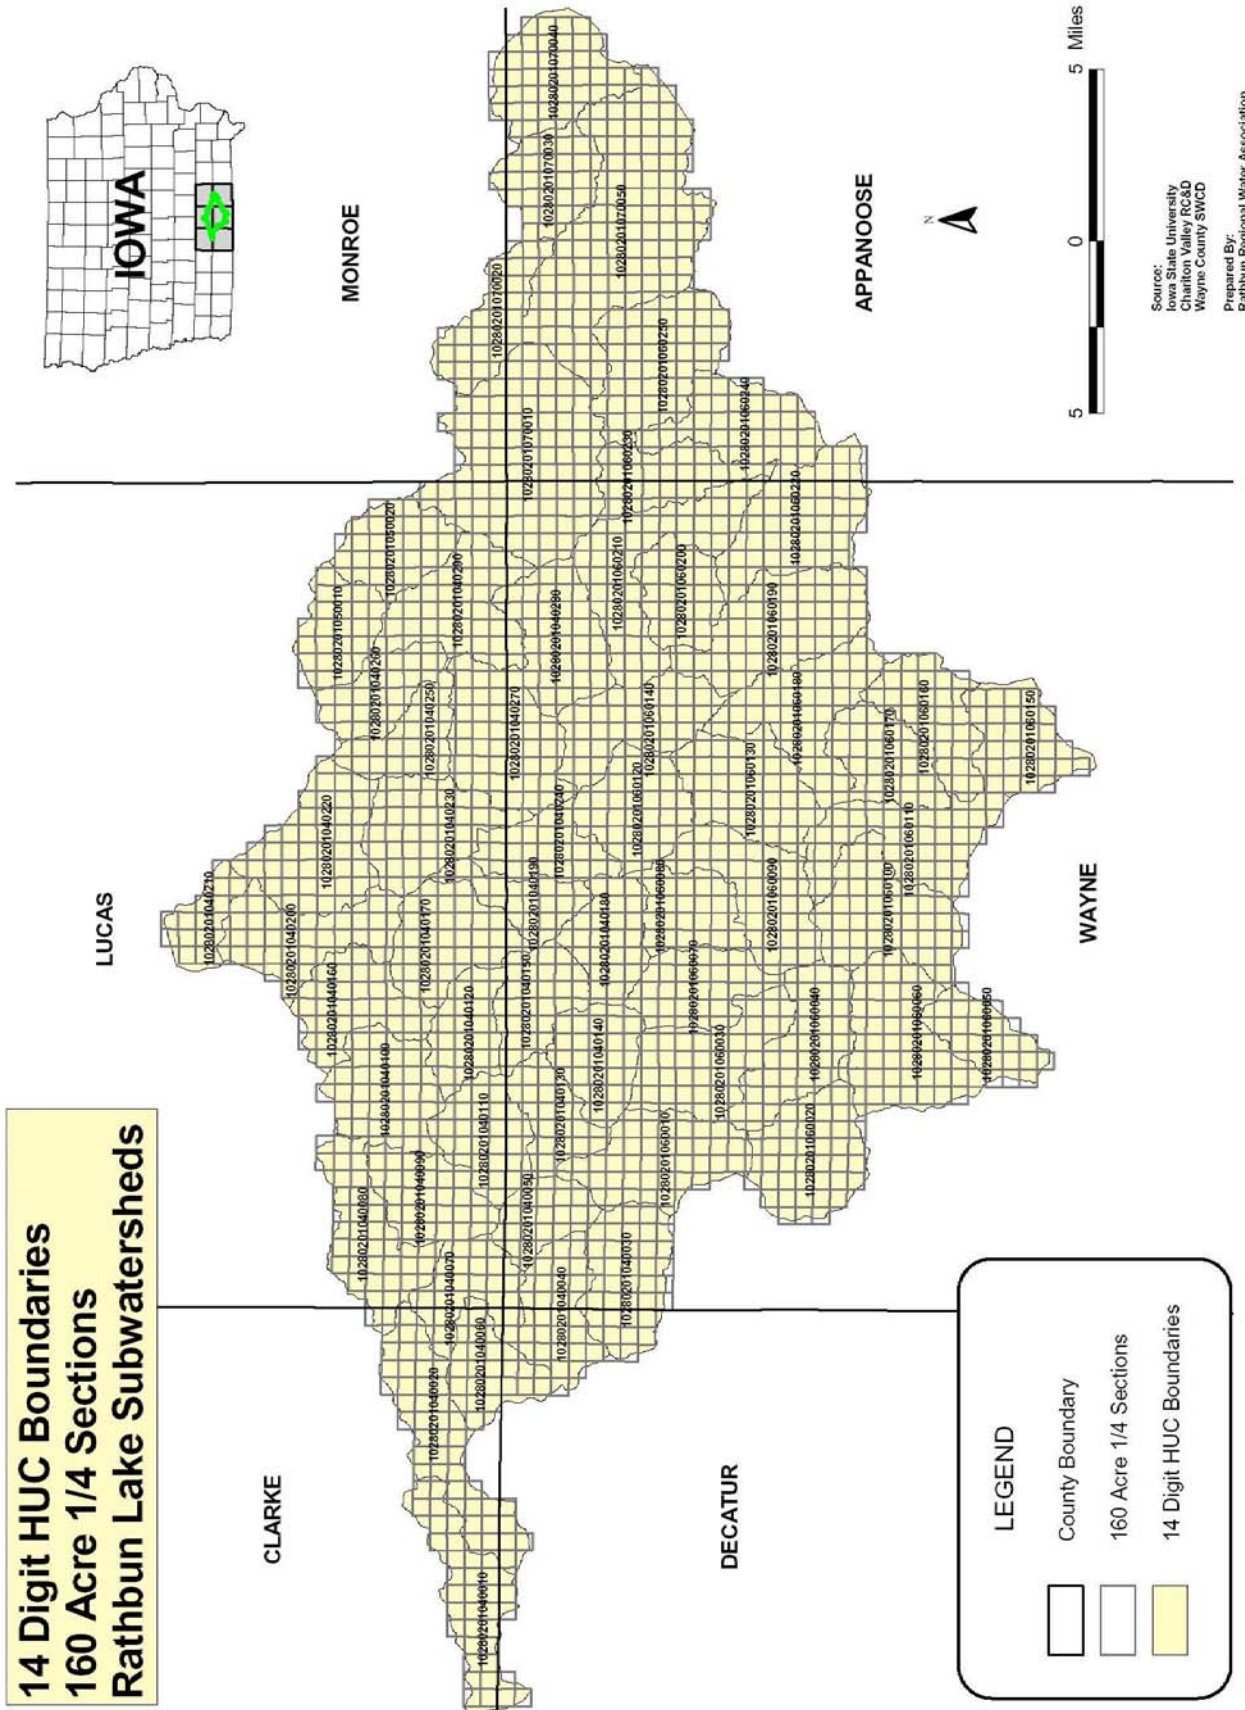 14 Digit HUC Boundaries
160 Acre 1/4 Sections
Rathbun Lake Subwatersheds
IOWA
LUCAS
MONROE
CLARKE
DECATUR
WAYNE
APPANOOSE
10280201040010
10280201040020
10280201040060
10280201040070
10280201040040
10280201040030
10280201040080
10280201040090
10280201040050
10280201040110
10280201040130
10280201060010
10280201060020
10280201040100
10280201040120
10280201040140
10280201060030
10280201060040
10280201060060
10280201060050
10280201040160
10280201040200
10280201040210
10280201040170
10280201040150
10280201040190
10280201040180
10280201060070
10280201060080
10280201060090
10280201060100
10280201060110
10280201040220
10280201040230
10280201040240
10280201060120
10280201060130
10280201040250
10280201040260
10280201040270
10280201060140
10280201060180
10280201060170
10280201060160
10280201060150
10280201050010
10280201050020
10280201040290
10280201040280
10280201060210
10280201060200
10280201060190
10280201060220
10280201070010
10280201060230
10280201060240
10280201060250
10280201070020
10280201070030
10280201070040
10280201070050
LEGEND
County Boundary
160 Acre 1/4 Sections
14 Digit HUC Boundaries
N
5 0 5 Miles
Source:
Iowa State University
Chariton Valley RC&D
Wayne County SWCD
Prepared By:
Rathbun Regional Water Association